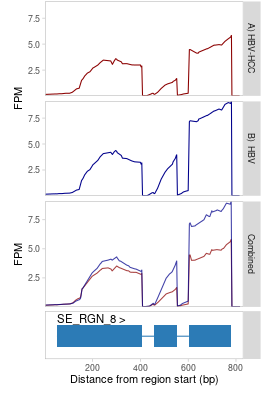 7.5
5.0
2.5
A) HBV-HCC
FPM
7.5
5.0
2.5
B) HBV
7.5
5.0
2.5
Combined
FPM
SE_RGN_8 >
200 400 600 800
Distance from region start (bp)